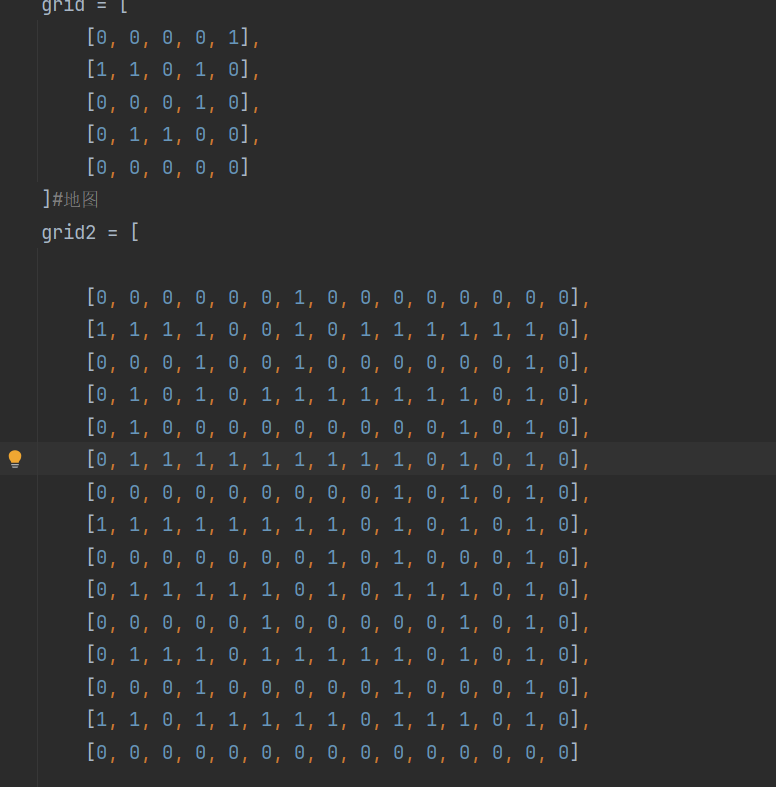 grid = [
[0, 0, 0, 0, 1],
[1, 1, 0, 1, 0],
[0, 0, 0, 1, 0],
[0, 1, 1, 0, 0],
[0, 0, 0, 0, 0]
]#地图
grid2 = [
[0, 0, 0, 0, 0, 0, 1, 0, 0, 0, 0, 0, 0, 0, 0],
[1, 1, 1, 1, 0, 0, 1, 0, 1, 1, 1, 1, 1, 1, 0],
[0, 0, 0, 1, 0, 0, 1, 0, 0, 0, 0, 0, 0, 1, 0],
[0, 1, 0, 1, 0, 1, 1, 1, 1, 1, 1, 1, 0, 1, 0],
[0, 1, 0, 0, 0, 0, 0, 0, 0, 0, 0, 1, 0, 1, 0],
[0, 1, 1, 1, 1, 1, 1, 1, 1, 1, 0, 1, 0, 1, 0],
[0, 0, 0, 0, 0, 0, 0, 0, 0, 1, 0, 1, 0, 1, 0],
[1, 1, 1, 1, 1, 1, 1, 1, 0, 1, 0, 1, 0, 1, 0],
[0, 0, 0, 0, 0, 0, 0, 1, 0, 1, 0, 0, 0, 1, 0],
[0, 1, 1, 1, 1, 1, 0, 1, 0, 1, 1, 1, 0, 1, 0],
[0, 0, 0, 0, 0, 1, 0, 0, 0, 0, 0, 1, 0, 1, 0],
[0, 1, 1, 1, 0, 1, 1, 1, 1, 1, 0, 1, 0, 1, 0],
[0, 0, 0, 1, 0, 0, 0, 0, 0, 1, 0, 0, 0, 1, 0],
[1, 1, 0, 1, 1, 1, 1, 1, 0, 1, 1, 1, 0, 1, 0],
[0, 0, 0, 0, 0, 0, 0, 0, 0, 0, 0, 0, 0, 0, 0]